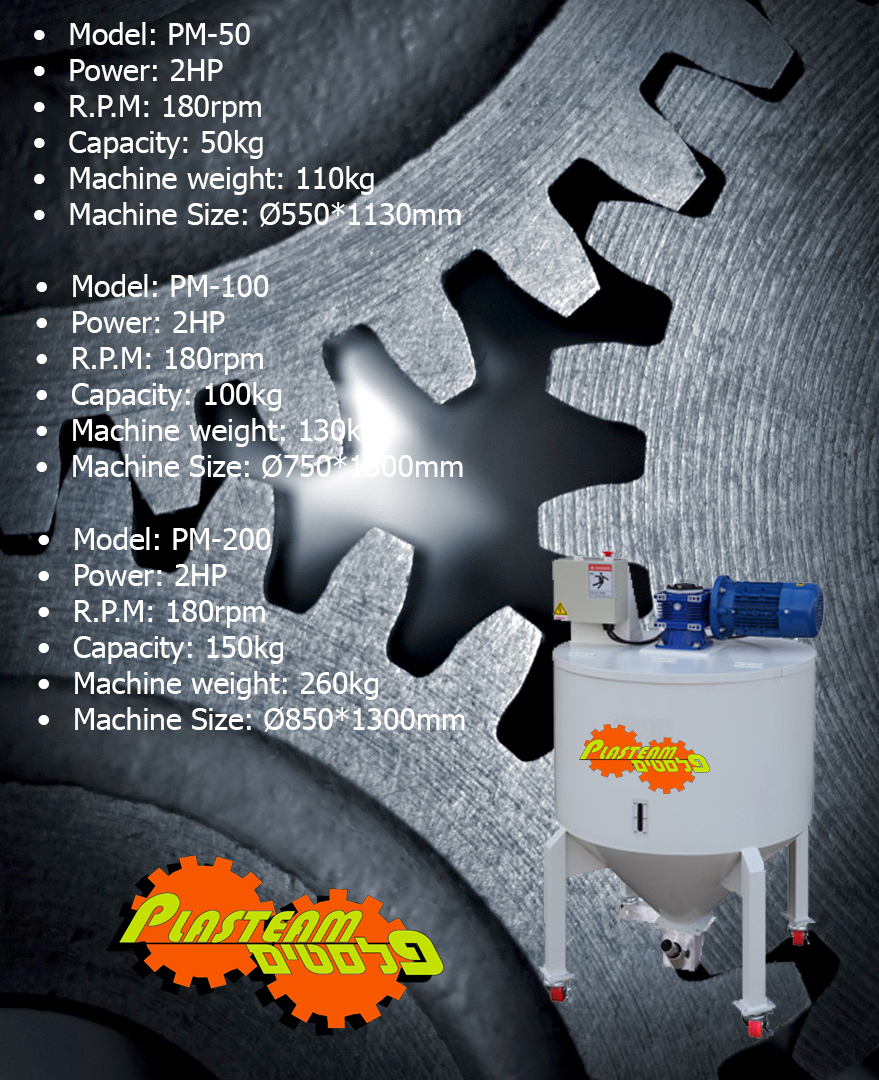 • Model: PM-50
• Power: 2HP
• R.P.M: 180rpm
• Capacity: 50kg
• Machine weight: 110kg
• Machine Size: Ø550*1130mm
• Model: PM-100
• Power: 2HP
• R.P.M: 180rpm
• Capacity: 100kg
• Machine weight: 130k
• Machine Size: Ø750*1300mm
• Model: PM-200
• Power: 2HP
• R.P.M: 180rpm
• Capacity: 150kg
• Machine weight: 260kg
• Machine Size: Ø850*1300mm
PLASTEAM
פלסטים
PLASTEAM
פלסטים